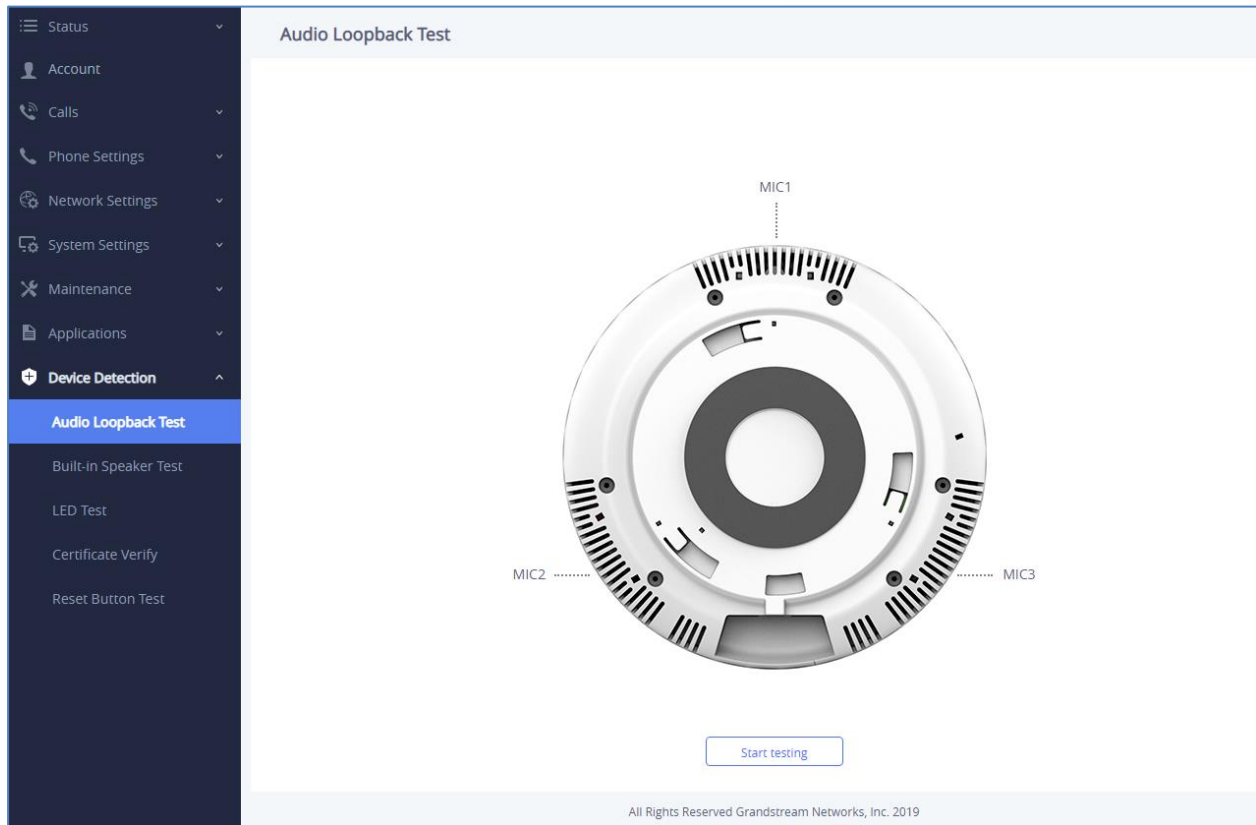 Status
Account
Calls
Phone Settings
Network Settings
System Settings
Maintenance
Applications
Device Detection
Audio Loopback Test
Built-in Speaker Test
LED Test
Certificate Verify
Reset Button Test
Audio Loopback Test
MIC1
MIC2
MIC3
Start testing
All Rights Reserved Grandstream Networks, Inc. 2019